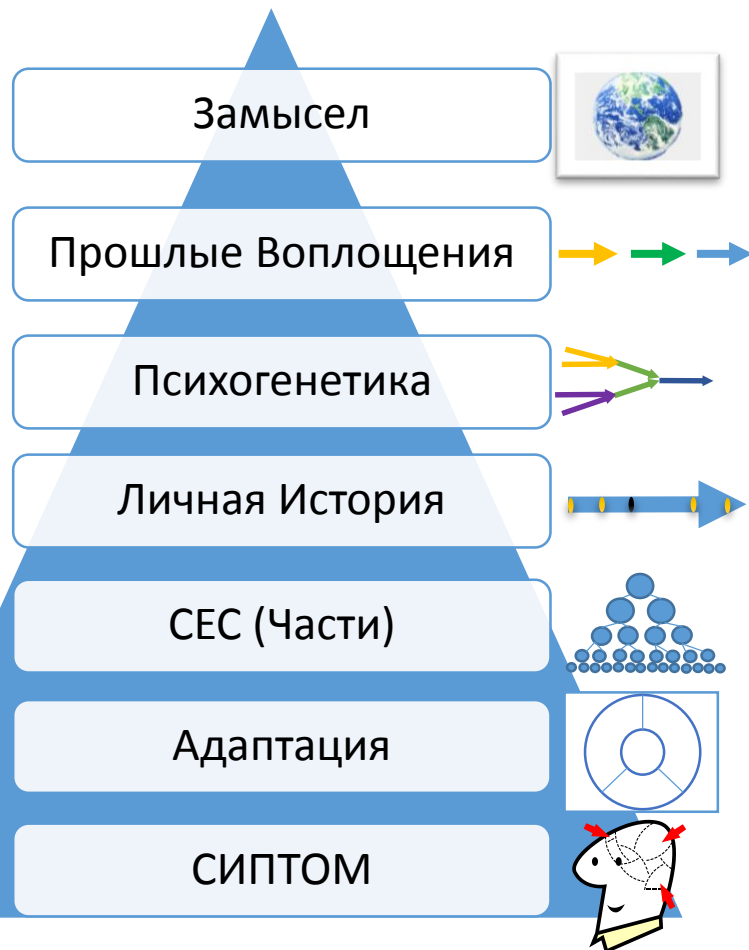 Замысел
Прошлые Воплощения
Психогенетика
Личная История
СЕС (Части)
Адаптация
СИПТОМ